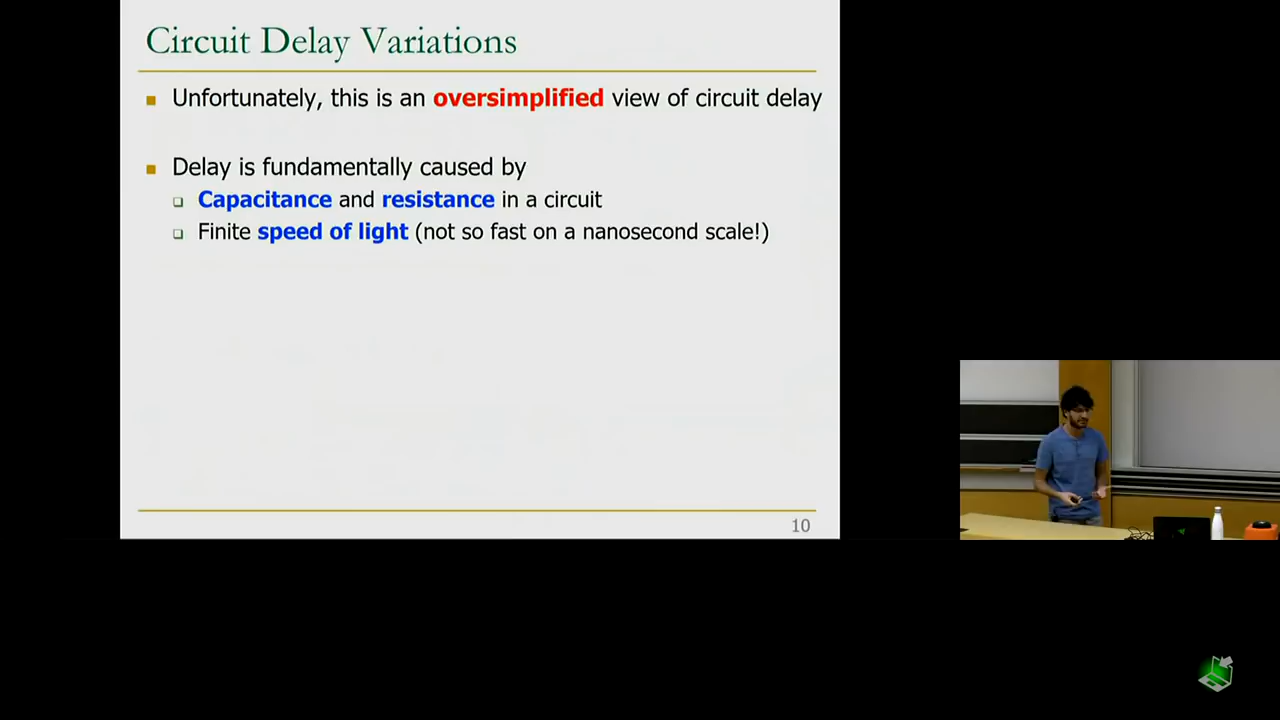 Circuit Delay Variations
Unfortunately, this is an oversimplified view of circuit delay
Delay is fundamentally caused by
Capacitance and resistance in a circuit
Finite speed of light (not so fast on a nanosecond scale!)
10